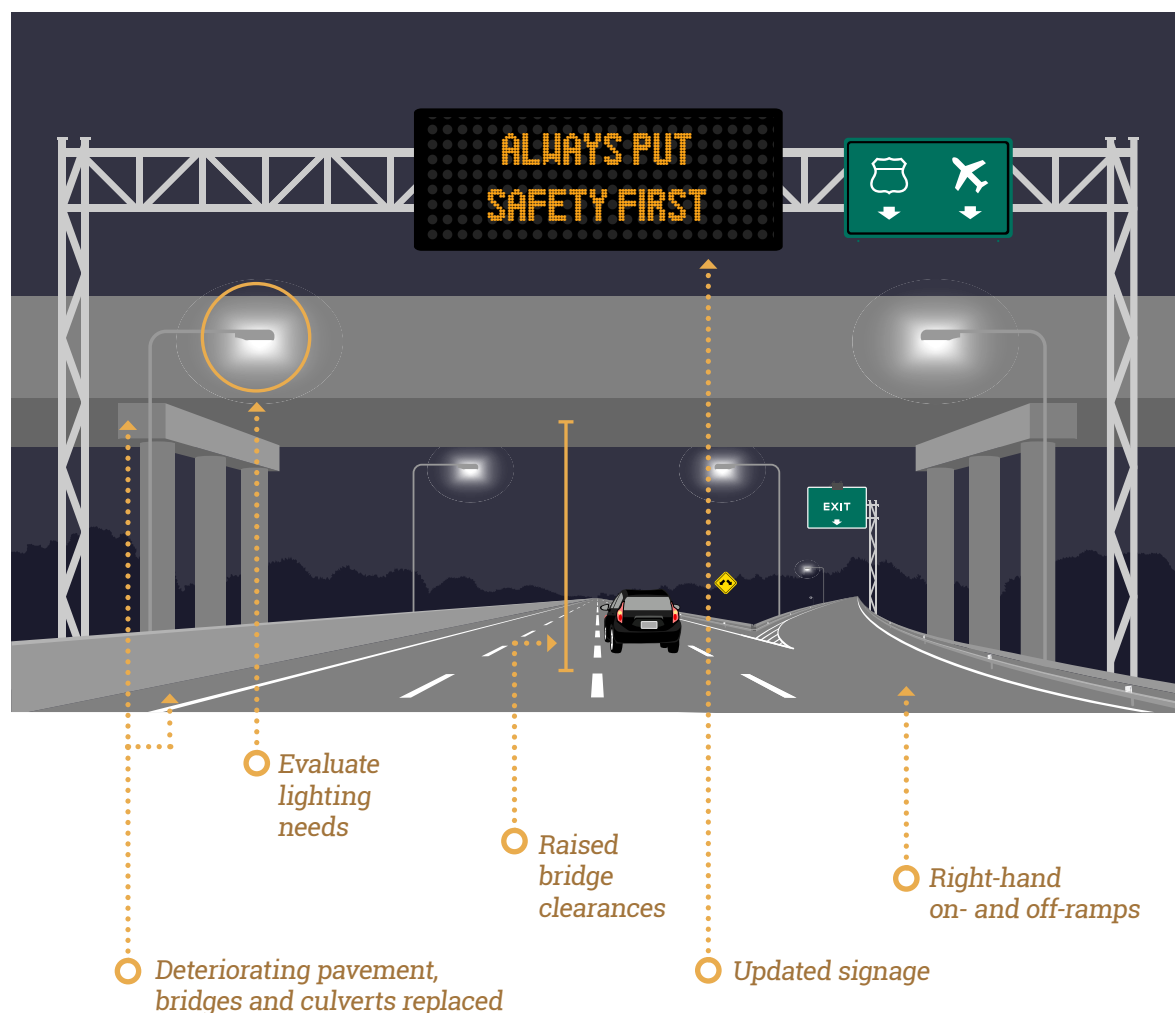 ALWAYS PUT
SAFETY FIRST
EXIT
Evaluate
lighting
needs
Raised
bridge
clearances
Right-hand
on- and off-ramps
Deteriorating pavement,
bridges and culverts replaced
Updated signage